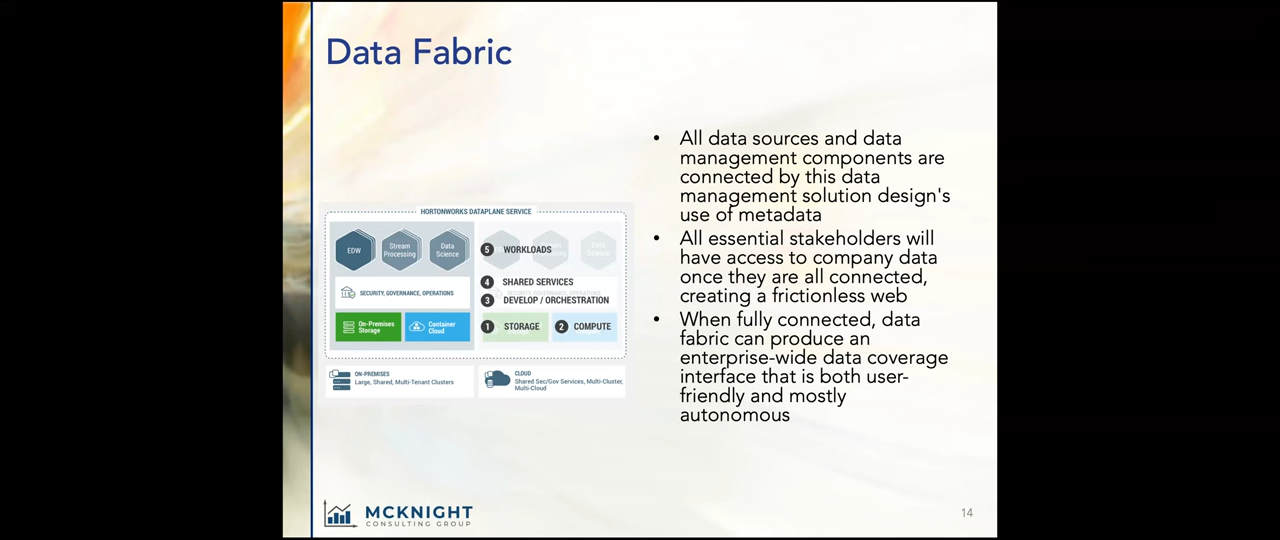 Data Fabric
HORTONWORKS DATAPLANE SERVICE
EDW
Stream
Processing
Data
Science
5 WORKLOADS
SECURITY, GOVERNANCE, OPERATIONS
4 SHARED SERVICES
3 DEVELOP / ORCHESTRATION
On-Premises
Storage
Container
Cloud
1 STORAGE
2 COMPUTE
ON-PREMISES
Large, Shared, Multi-Tenant Clusters
CLOUD
Shared Sec/Gov Services, Multi-Cluster,
Multi-Cloud
• All data sources and data
management components are
connected by this data
management solution design's
use of metadata
• All essential stakeholders will
have access to company data
once they are all connected,
creating a frictionless web
• When fully connected, data
fabric can produce an
enterprise-wide data coverage
interface that is both user-
friendly and mostly
autonomous
MCKNIGHT
CONSULTING GROUP
14